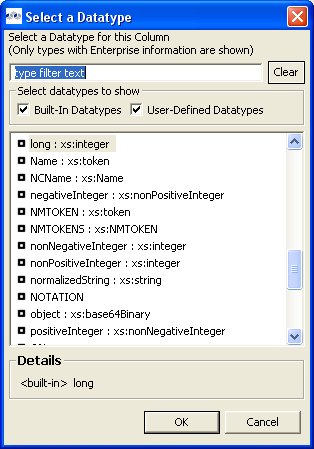 Select a Datatype
Select a Datatype for this Column
(Only types with Enterprise information are shown)
type filter text
Clear
Select datatypes to show
Built-In Datatypes
User-Defined Datatypes
long : xs:integer
Name : xs:token
NCName : xs:Name
negativeInteger : xs:nonPositiveInteger
NMTOKEN : xs:token
NMTOKENS : xs:NMTOKEN
nonNegativeInteger : xs:integer
nonPositiveInteger : xs:integer
normalizedString : xs:string
NOTATION
object : xs:base64Binary
positiveInteger : xs:nonNegativeInteger
Details
<built-in> long
OK
Cancel